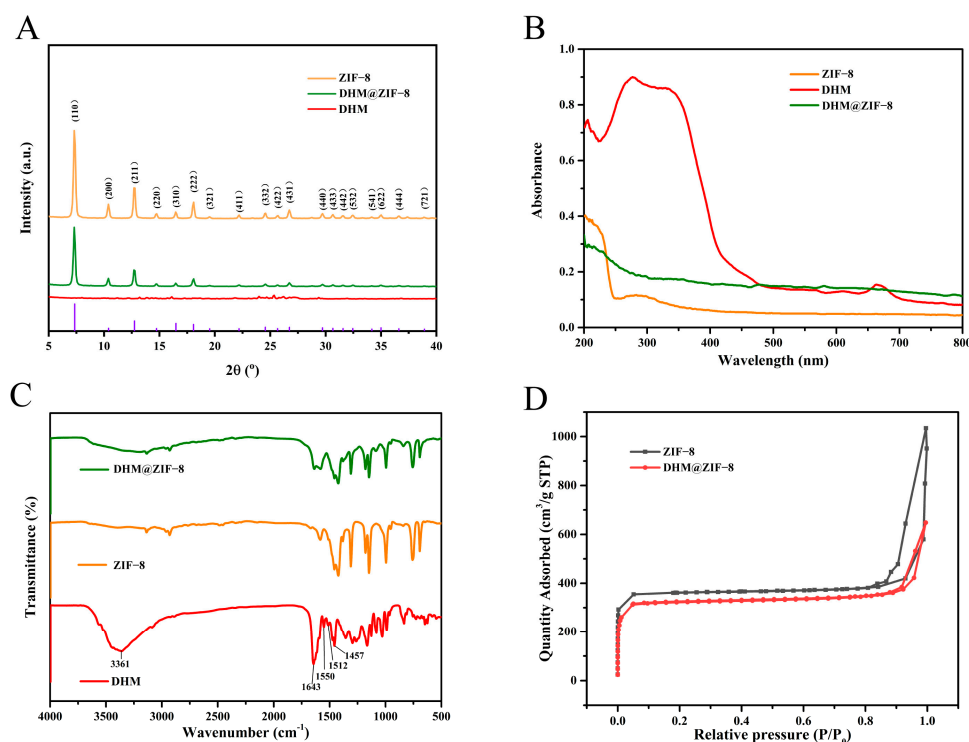 A
ZIF−8
DHM@ZIF−8
DHM
Intensity (a.u.)
(110)
(200)
(211)
(220)
(310)
(222)
(321)
(411)
(332)
(422)
(431)
(440)
(433)
(442)
(532)
(541)
(622)
(444)
(721)
5 10 15 20 25 30 35 40
2θ (º)
B
ZIF−8
DHM
DHM@ZIF−8
Absorbance
1.0
0.8
0.6
0.4
0.2
0.0
200 300 400 500 600 700 800
Wavelength (nm)
C
DHM@ZIF−8
ZIF−8
DHM
Transmittance (%)
3361
1643
1550
1512
1457
4000 3500 3000 2500 2000 1500 1000 500
Wavenumber (cm⁻¹)
D
ZIF−8
DHM@ZIF−8
Quantity Adsorbed (cm³/g STP)
1000
800
600
400
200
0
0.0 0.2 0.4 0.6 0.8 1.0
Relative pressure (P/P₀)